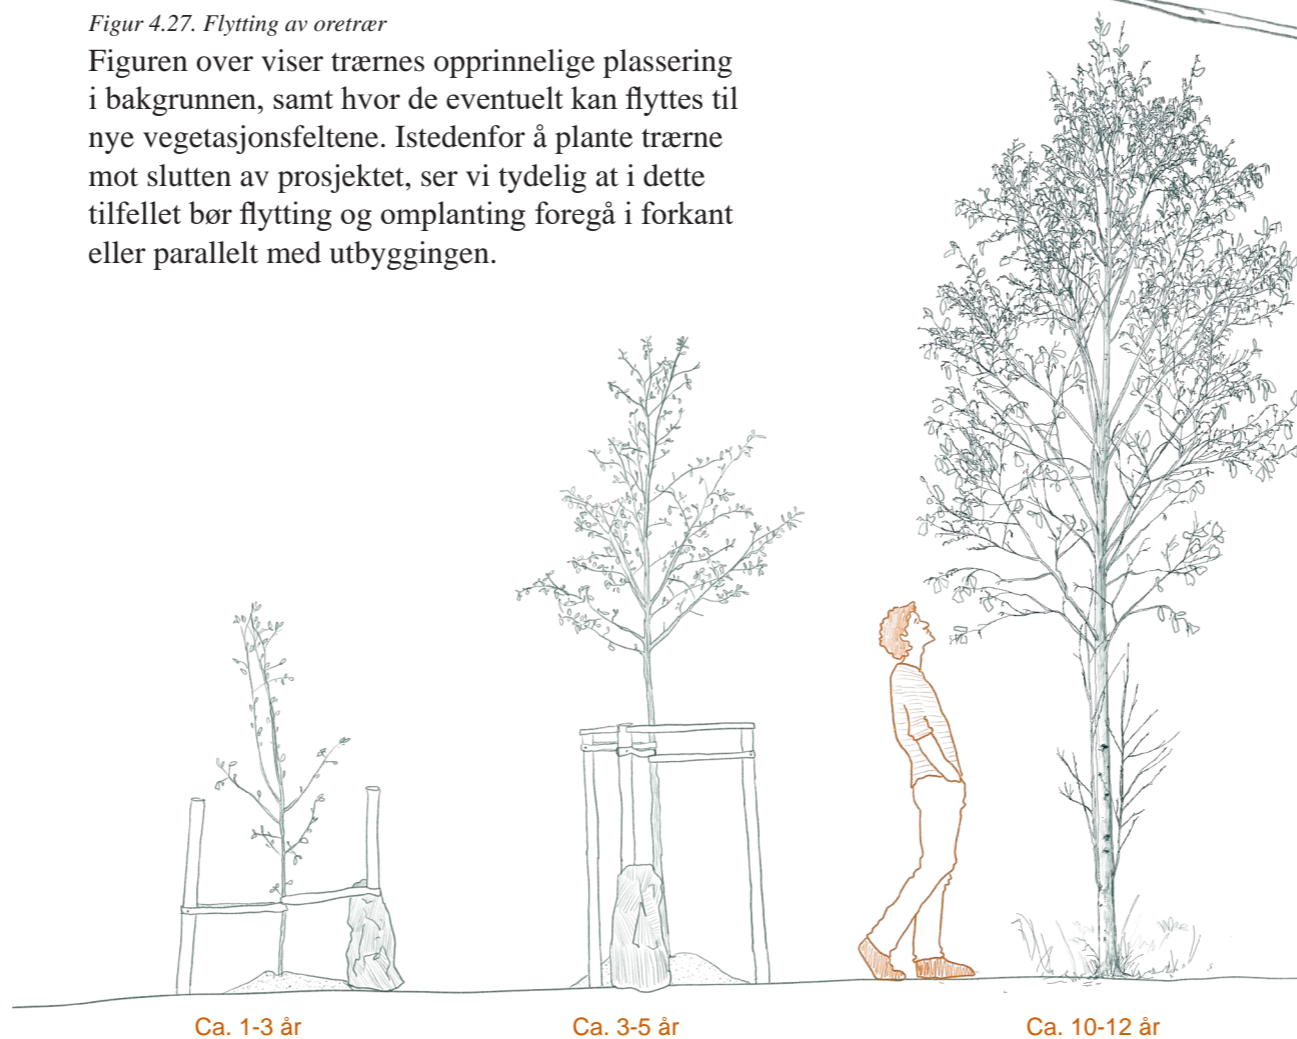 Figur 4.27. Flytting av oretrær
Figuren over viser trærnes opprinnelige plassering
i bakgrunnen, samt hvor de eventuelt kan flyttes til
nye vegetasjonsfeltene. Istedenfor å plante trærne
mot slutten av prosjektet, ser vi tydelig at i dette
tilfellet bør flytting og omplanting foregå i forkant
eller parallelt med utbyggingen.
Ca. 1-3 år
Ca. 3-5 år
Ca. 10-12 år